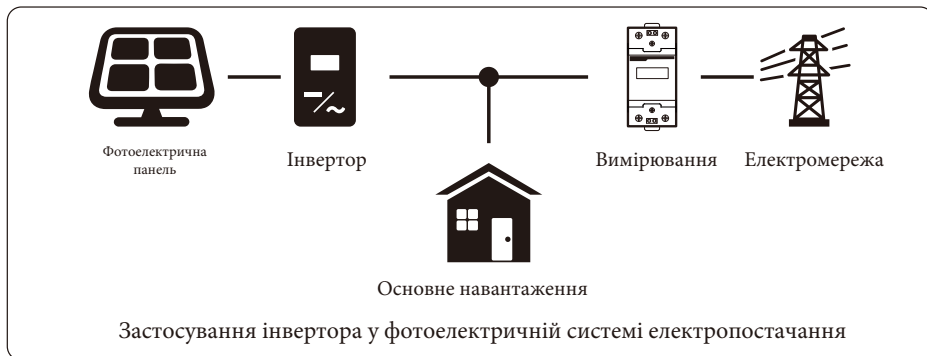 Фотоелектрична
панель
Інвертор
Вимірювання
Електромережа
Основне навантаження
Застосування інвертора у фотоелектричній системі електропостачання